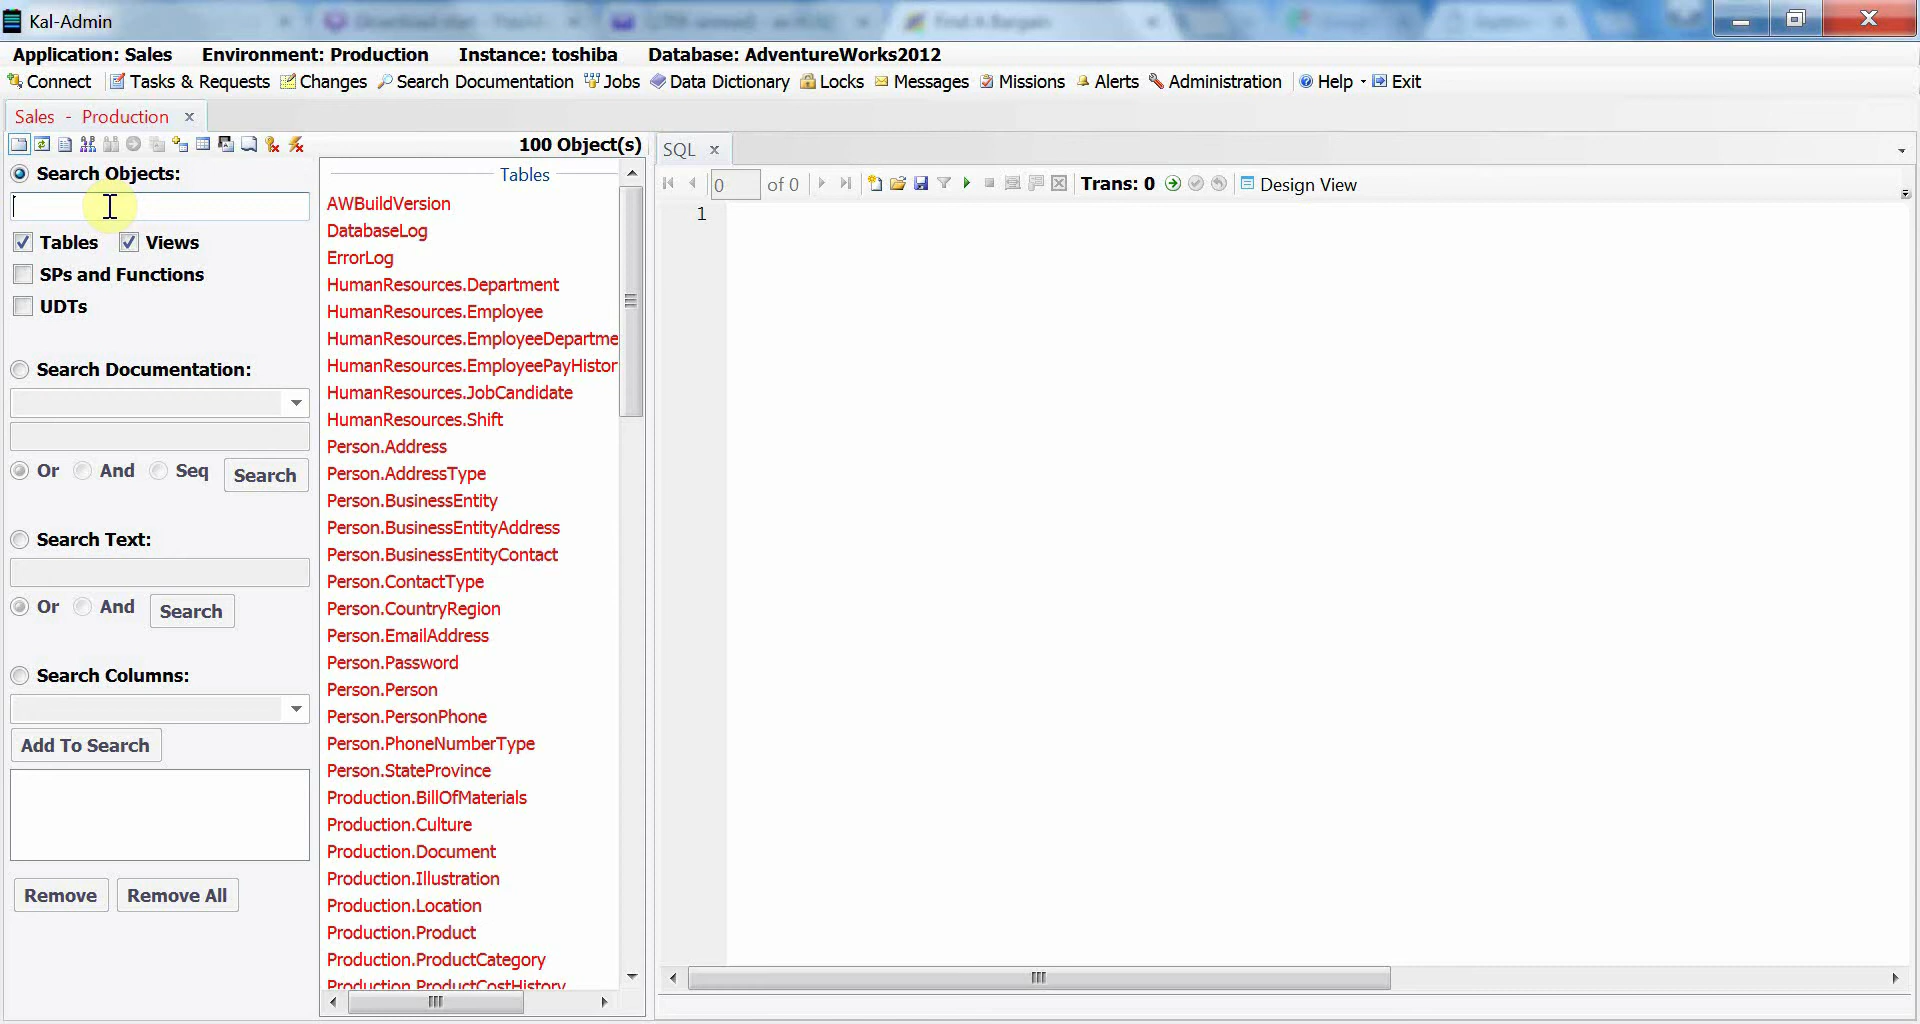 Kal-Admin
Find A Bargain
Application: Sales Environment: Production Instance: toshiba Database: AdventureWorks2012
Connect Tasks & Requests Changes Search Documentation Jobs Data Dictionary Locks Messages Missions Alerts Administration Help Exit
Sales - Production
100 Object(s)
Search Objects:
Tables Views
SPs and Functions
UDTs
Search Documentation:
Or And Seq Search
Search Text:
Or And Search
Search Columns:
Add To Search
Remove Remove All
Tables
AWBuildVersion
DatabaseLog
ErrorLog
HumanResources.Department
HumanResources.Employee
HumanResources.EmployeeDepartme
HumanResources.EmployeePayHistor
HumanResources.JobCandidate
HumanResources.Shift
Person.Address
Person.AddressType
Person.BusinessEntity
Person.BusinessEntityAddress
Person.BusinessEntityContact
Person.ContactType
Person.CountryRegion
Person.EmailAddress
Person.Password
Person.Person
Person.PersonPhone
Person.PhoneNumberType
Person.StateProvince
Production.BillOfMaterials
Production.Culture
Production.Document
Production.Illustration
Production.Location
Production.Product
Production.ProductCategory
Production.ProductCostHistory
SQL
0 of 0 Trans: 0 Design View
1